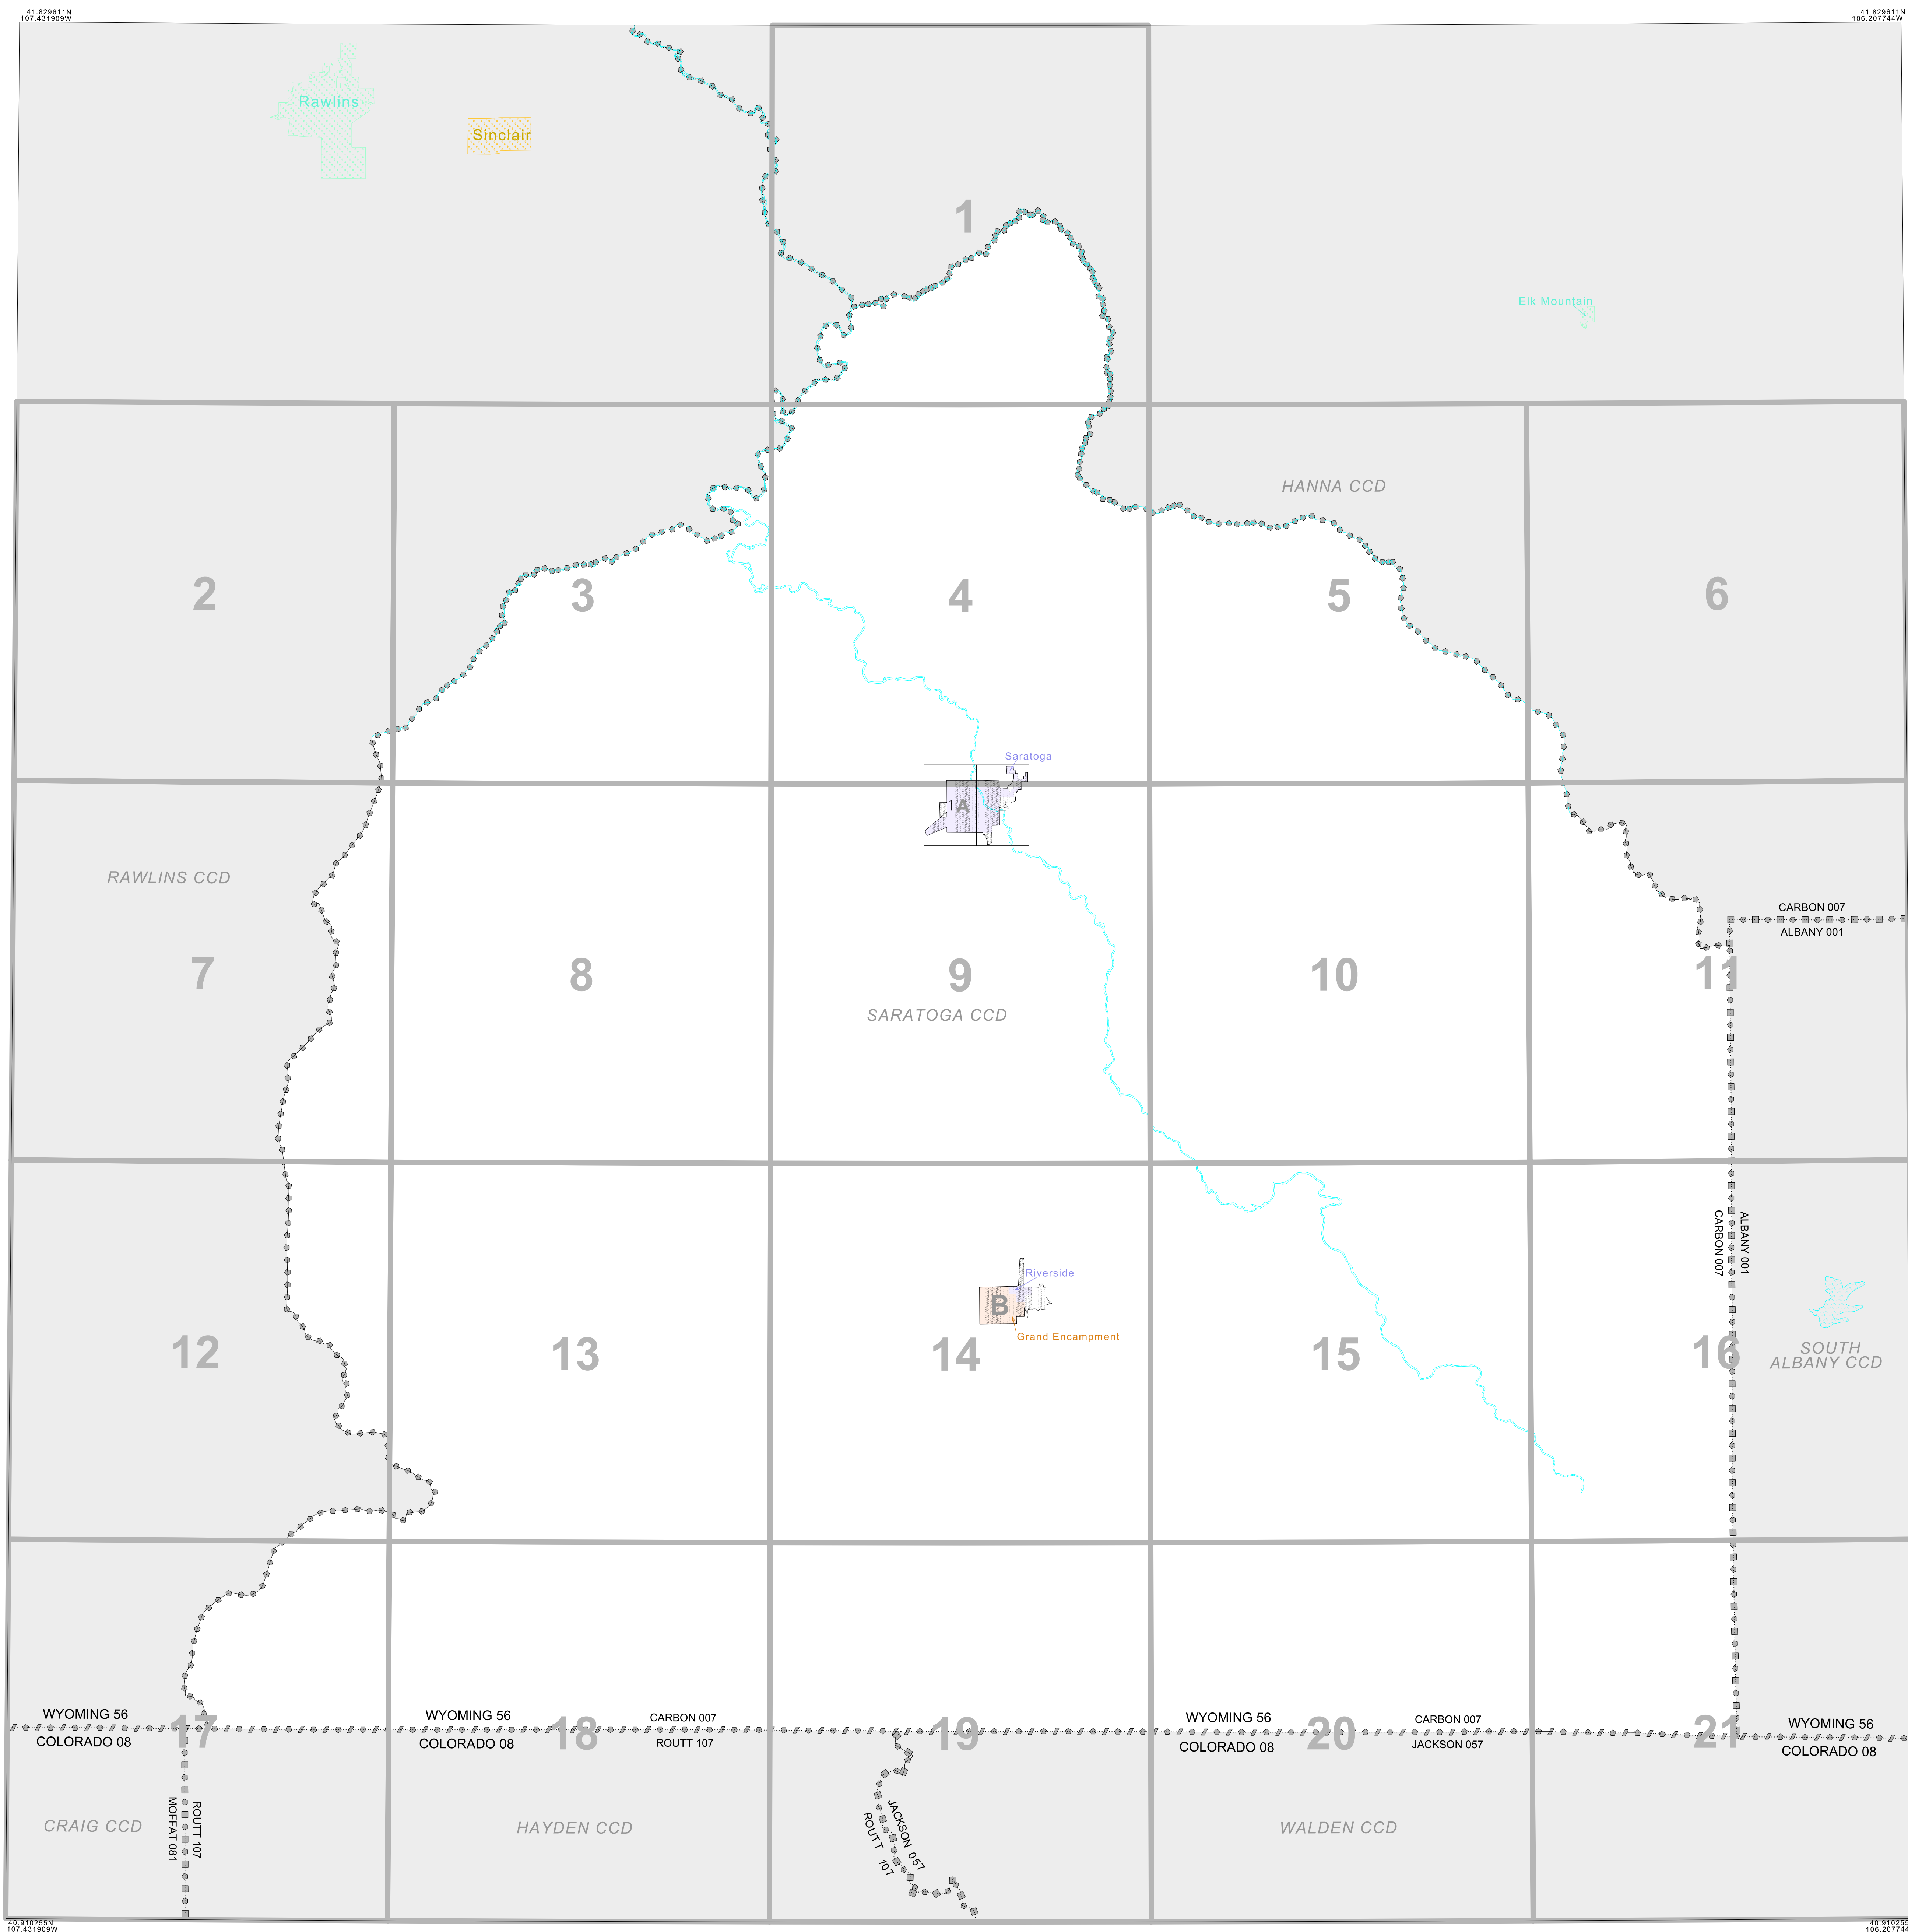 41.829611N
107.431909W
41.829611N
106.207744W
Rawlins
Sinclair
1
Elk Mountain
HANNA CCD
2
3
4
5
6
Saratoga
A
RAWLINS CCD
CARBON 007
ALBANY 001
7
8
9
10
11
SARATOGA CCD
ALBANY 001
CARBON 007
Riverside
B
Grand Encampment
12
13
14
15
16
SOUTH
ALBANY CCD
WYOMING 56
COLORADO 08
17
WYOMING 56
COLORADO 08
18
CARBON 007
ROUTT 107
19
WYOMING 56
COLORADO 08
20
CARBON 007
JACKSON 057
21
WYOMING 56
COLORADO 08
CRAIG CCD
ROUTT 107
MOFFAT 081
HAYDEN CCD
JACKSON 057
ROUTT 107
WALDEN CCD
40.910255N
107.431909W
40.910255
106.207744